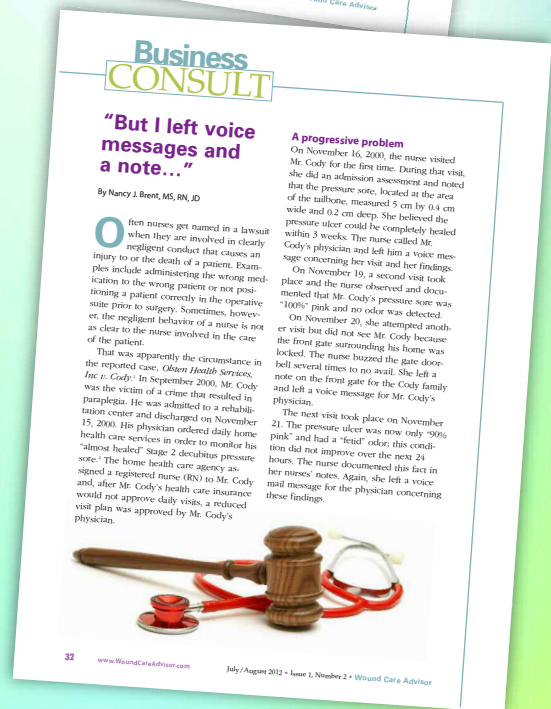 Wound Care Advisor
Business
CONSULT
“But I left voice
messages and
a note…”
By Nancy J. Brent, MS, RN, JD
Often nurses get named in a lawsuit
when they are involved in clearly
negligent conduct that causes an
injury to or the death of a patient. Exam-
ples include administering the wrong med-
ication to the wrong patient or not posi-
tioning a patient correctly in the operative
suite prior to surgery. Sometimes, howev-
er, the negligent behavior of a nurse is not
as clear to the nurse involved in the care
of the patient.
That was apparently the circumstance in
the reported case, Olsten Health Services,
Inc v. Cody.¹ In September 2000, Mr. Cody
was the victim of a crime that resulted in
paraplegia. He was admitted to a rehabili-
tation center and discharged on November
15, 2000. His physician ordered daily home
health care services in order to monitor his
“almost healed” Stage 2 decubitus pressure
sore.² The home health care agency as-
signed a registered nurse (RN) to Mr. Cody
and, after Mr. Cody’s health care insurance
would not approve daily visits, a reduced
visit plan was approved by Mr. Cody’s
physician.
A progressive problem
On November 16, 2000, the nurse visited
Mr. Cody for the first time. During that visit,
she did an admission assessment and noted
that the pressure sore, located at the area
of the tailbone, measured 5 cm by 0.4 cm
wide and 0.2 cm deep. She believed the
pressure ulcer could be completely healed
within 3 weeks. The nurse called Mr.
Cody’s physician and left him a voice mes-
sage concerning her visit and her findings.
On November 19, a second visit took
place and the nurse observed and docu-
mented that Mr. Cody’s pressure sore was
“100%” pink and no odor was detected.
On November 20, she attempted anoth-
er visit but did not see Mr. Cody because
the front gate surrounding his home was
locked. The nurse buzzed the gate door-
bell several times to no avail. She left a
note on the front gate for the Cody family
and left a voice message for Mr. Cody’s
physician.
The next visit took place on November
21. The pressure ulcer was now only “90%
pink” and had a “fetid” odor; this condi-
tion did not improve over the next 24
hours. The nurse documented this fact in
her nurses’ notes. Again, she left a voice
mail message for the physician concerning
these findings.
32
www.WoundCareAdvisor.com
July/August 2012 • Issue 1, Number 2 • Wound Care Advisor